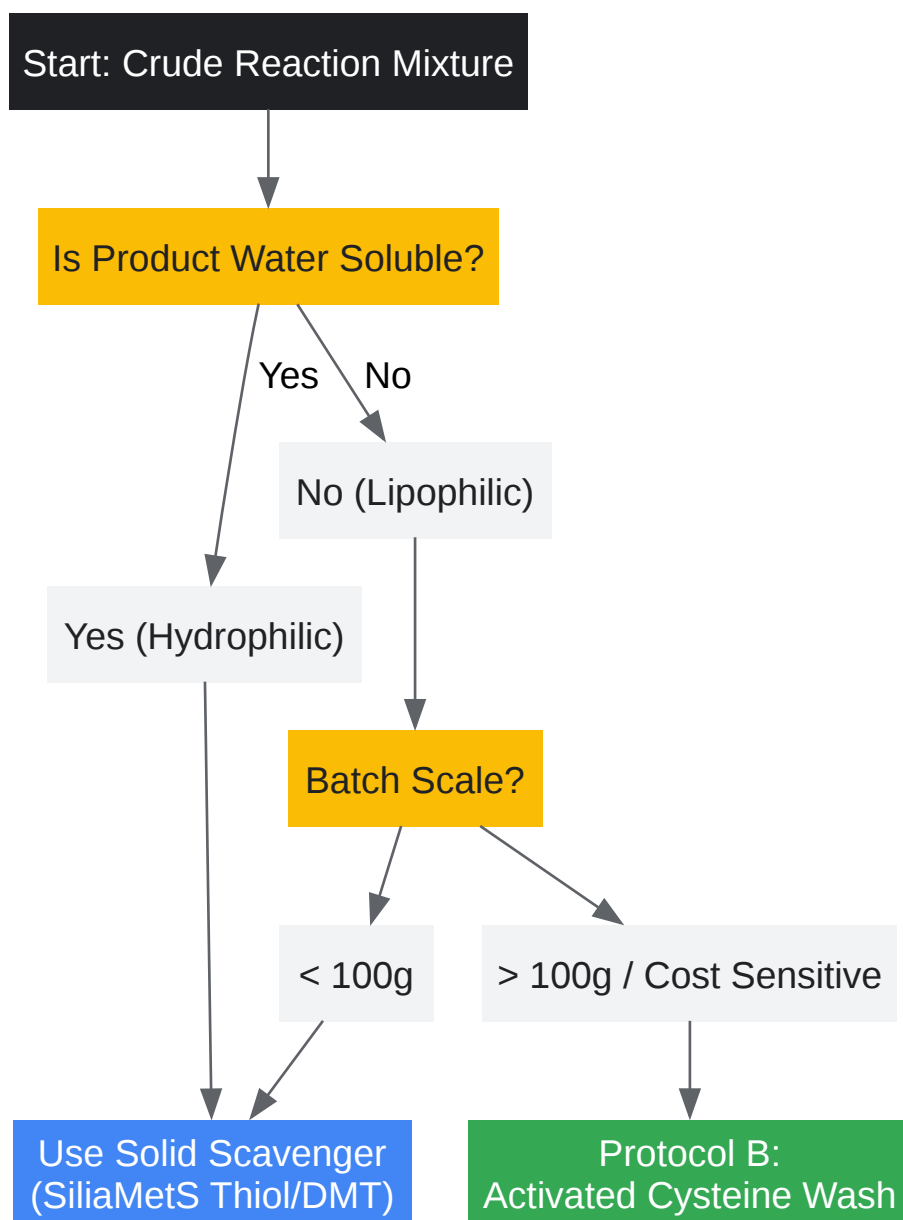 Start: Crude Reaction Mixture
Is Product Water Soluble?
Yes
No
No (Lipophilic)
Yes (Hydrophilic)
Batch Scale?
< 100g
> 100g / Cost Sensitive
Use Solid Scavenger
(SiliaMetS Thiol/DMT)
Protocol B:
Activated Cysteine Wash